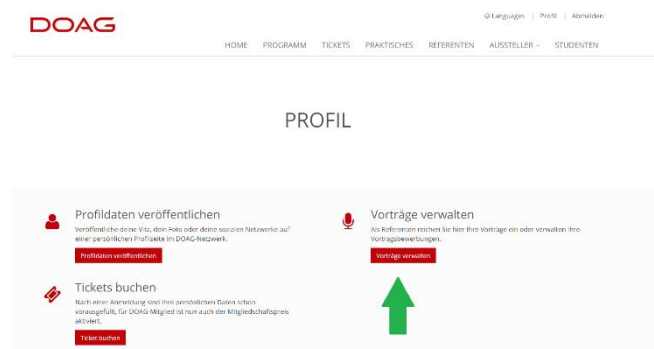 DOAG
Languages | Profil | Abmelden
HOME PROGRAMM TICKETS PRAKTISCHES REFERENTEN AUSSTELLER STUDENTEN
PROFIL
Profildaten veröffentlichen
Veröffentliche deine Vita, dein Foto oder deine sozialen Netzwerke auf
einer persönlichen Profilseite im DOAG-Netzwerk.
Profildaten veröffentlichen
Vorträge verwalten
Als Referenten reichen Sie hier Ihre Vorträge ein oder verwalten Ihre
Vortragsbewerbungen.
Vorträge verwalten
Tickets buchen
Nach einer Anmeldung sind Ihre persönlichen Daten schon
vorausgefüllt, für DOAG-Mitglied ist nun auch der Mitgliedschaftspreis
aktiviert.
Ticket buchen